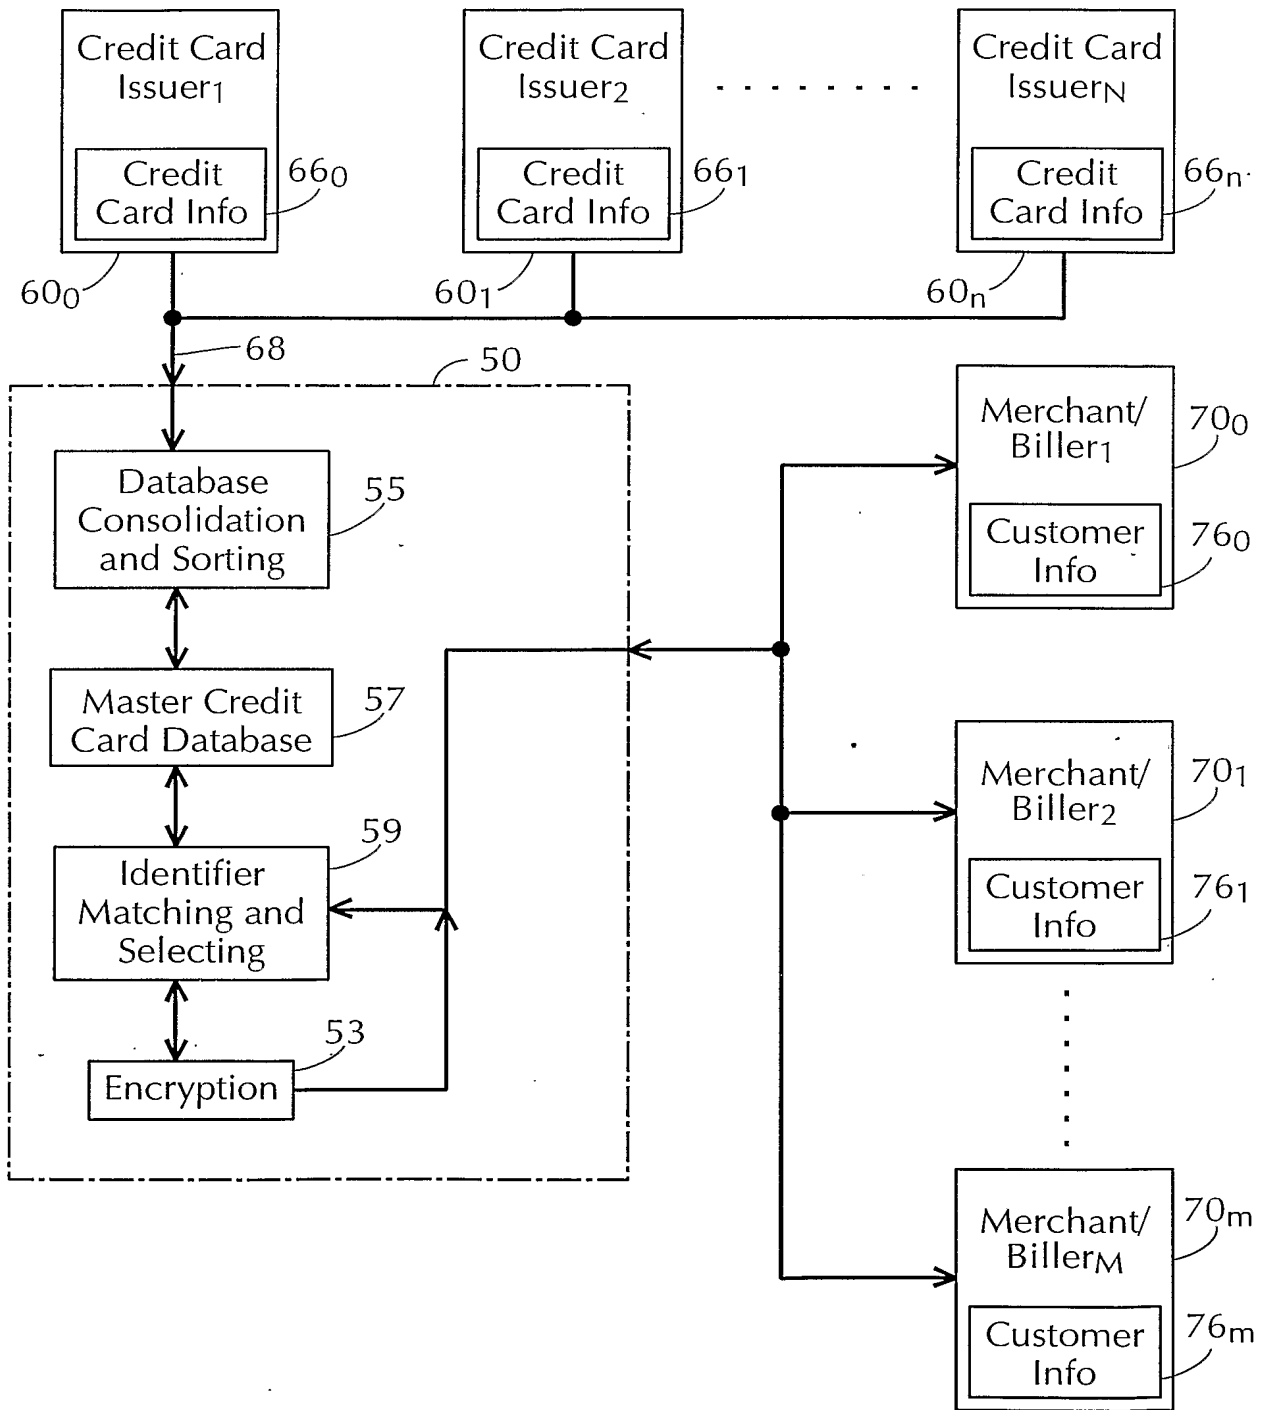 Credit Card
Issuer1
Credit
Card Info
660
600
Credit Card
Issuer2
Credit
Card Info
661
601
Credit Card
IssuerN
Credit
Card Info
66n
60n
68
50
Database
Consolidation
and Sorting
55
Master Credit
Card Database
57
Identifier
Matching and
Selecting
59
Encryption
53
Merchant/
Biller1
700
Customer
Info
760
Merchant/
Biller2
701
Customer
Info
761
Merchant/
BillerM
70m
Customer
Info
76m